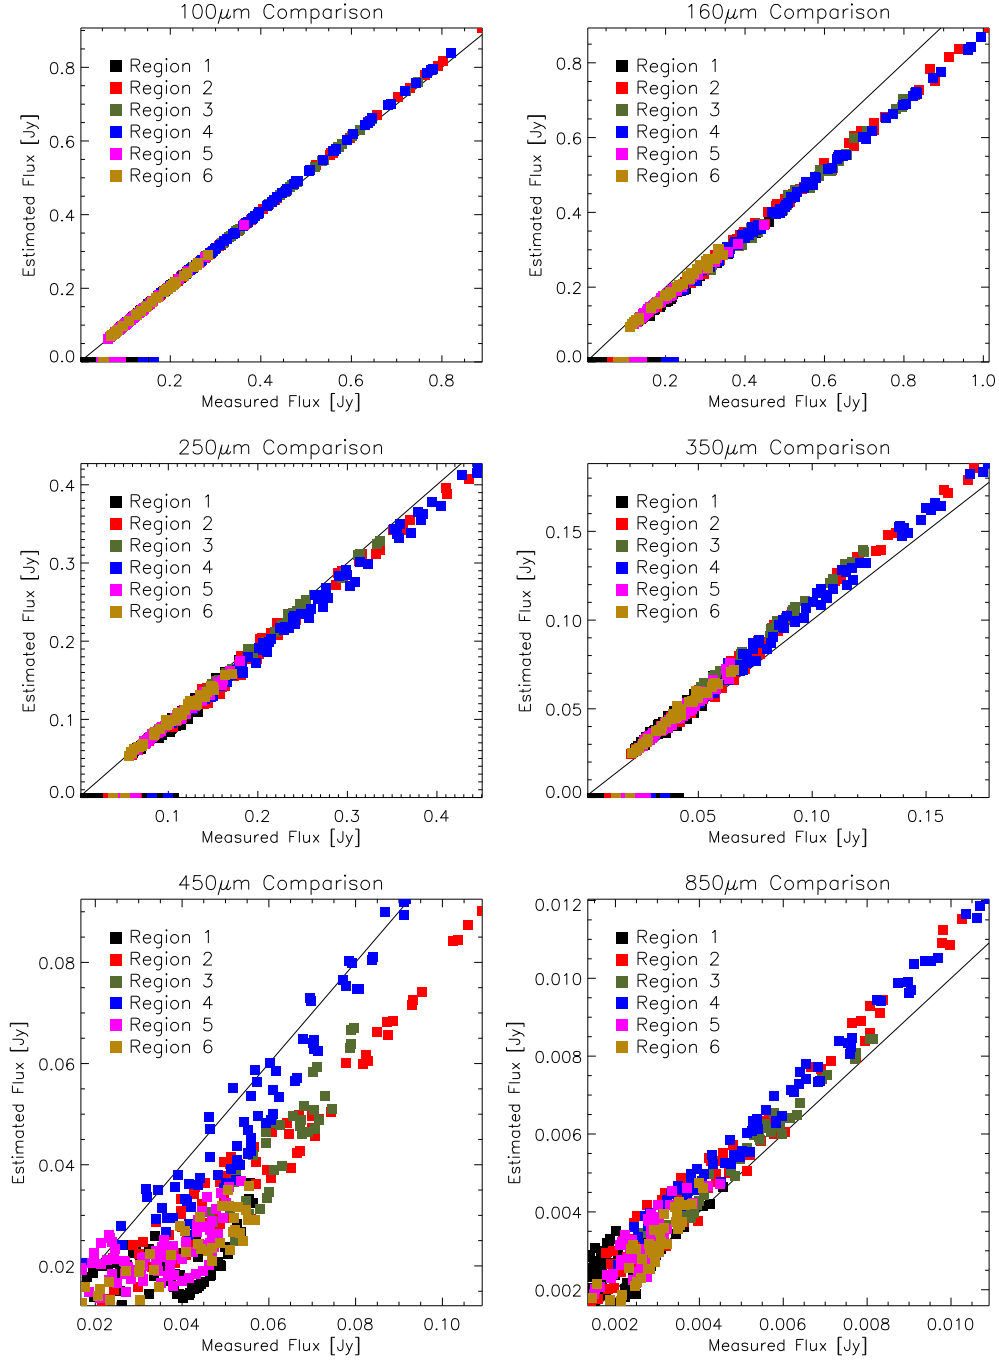 100μm Comparison
Estimated Flux [Jy]
0.8
0.6
0.4
0.2
0.0
Region 1
Region 2
Region 3
Region 4
Region 5
Region 6
0.2 0.4 0.6 0.8
Measured Flux [Jy]
160μm Comparison
Estimated Flux [Jy]
0.8
0.6
0.4
0.2
0.0
Region 1
Region 2
Region 3
Region 4
Region 5
Region 6
0.2 0.4 0.6 0.8 1.0
Measured Flux [Jy]
250μm Comparison
Estimated Flux [Jy]
0.4
0.3
0.2
0.1
0.0
Region 1
Region 2
Region 3
Region 4
Region 5
Region 6
0.1 0.2 0.3 0.4
Measured Flux [Jy]
350μm Comparison
Estimated Flux [Jy]
0.15
0.10
0.05
0.00
Region 1
Region 2
Region 3
Region 4
Region 5
Region 6
0.05 0.10 0.15
Measured Flux [Jy]
450μm Comparison
Estimated Flux [Jy]
0.08
0.06
0.04
0.02
Region 1
Region 2
Region 3
Region 4
Region 5
Region 6
0.02 0.04 0.06 0.08 0.10
Measured Flux [Jy]
850μm Comparison
Estimated Flux [Jy]
0.012
0.010
0.008
0.006
0.004
0.002
Region 1
Region 2
Region 3
Region 4
Region 5
Region 6
0.002 0.004 0.006 0.008 0.010
Measured Flux [Jy]